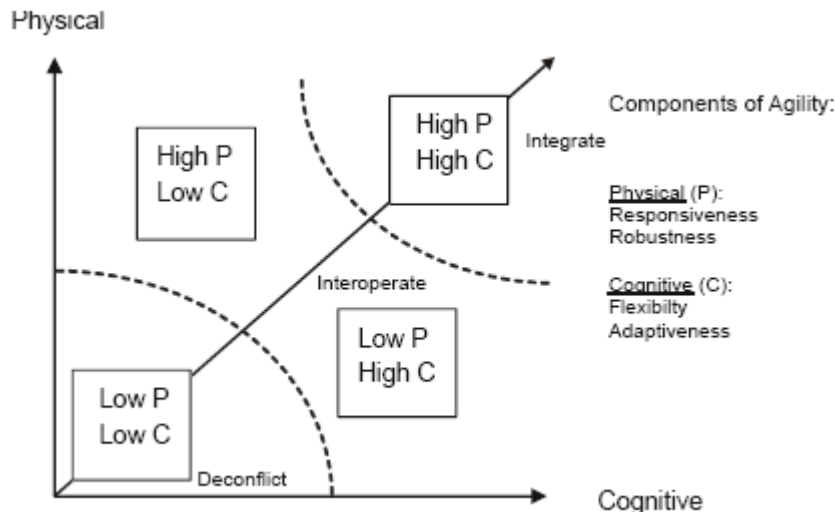 Physical
High P
Low C
High P
High C
Integrate
Components of Agility:
Physical (P):
Responsiveness
Robustness
Interoperate
Cognitive (C):
Flexibilty
Adaptiveness
Low P
High C
Low P
Low C
Deconflict
Cognitive